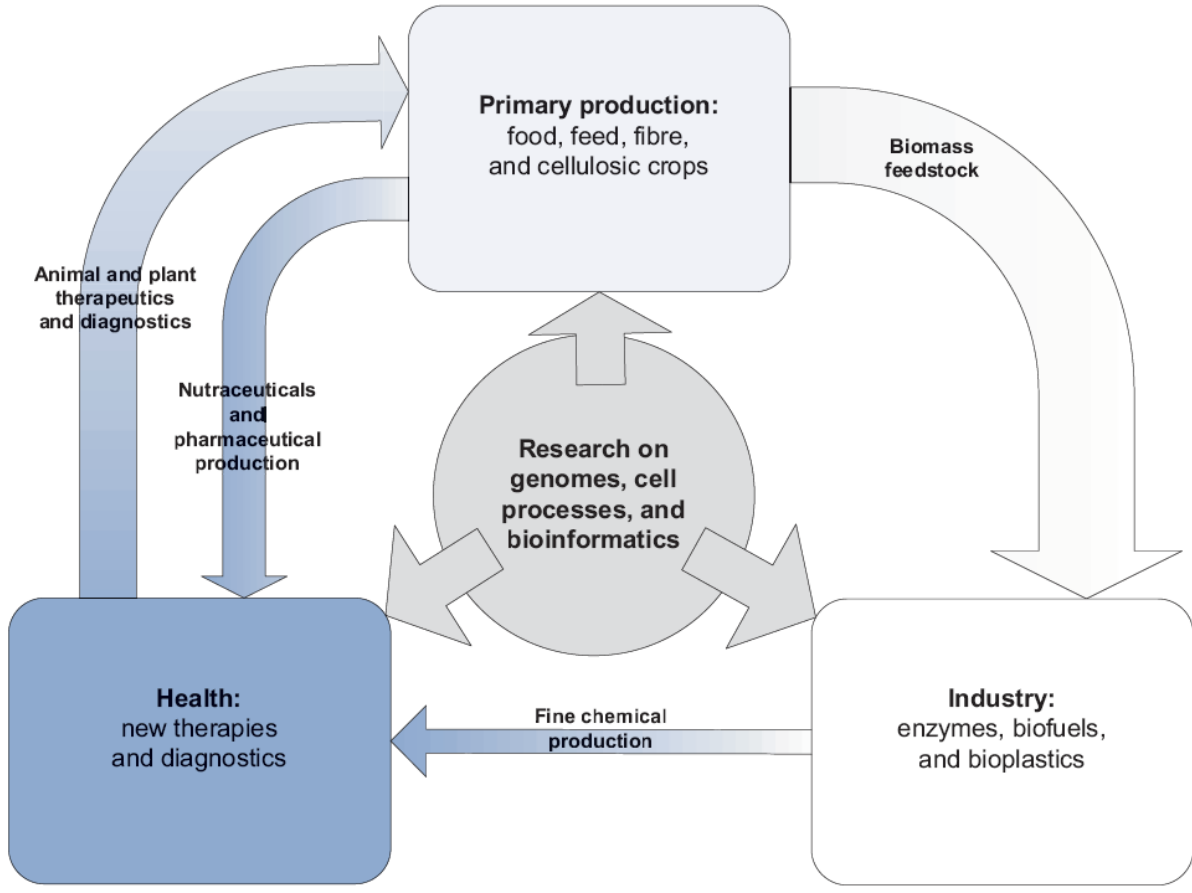 Primary production:
food, feed, fibre,
and cellulosic crops
Biomass
feedstock
Animal and plant
therapeutics
and diagnostics
Nutraceuticals
and
pharmaceutical
production
Research on
genomes, cell
processes, and
bioinformatics
Health:
new therapies
and diagnostics
Fine chemical
production
Industry:
enzymes, biofuels,
and bioplastics